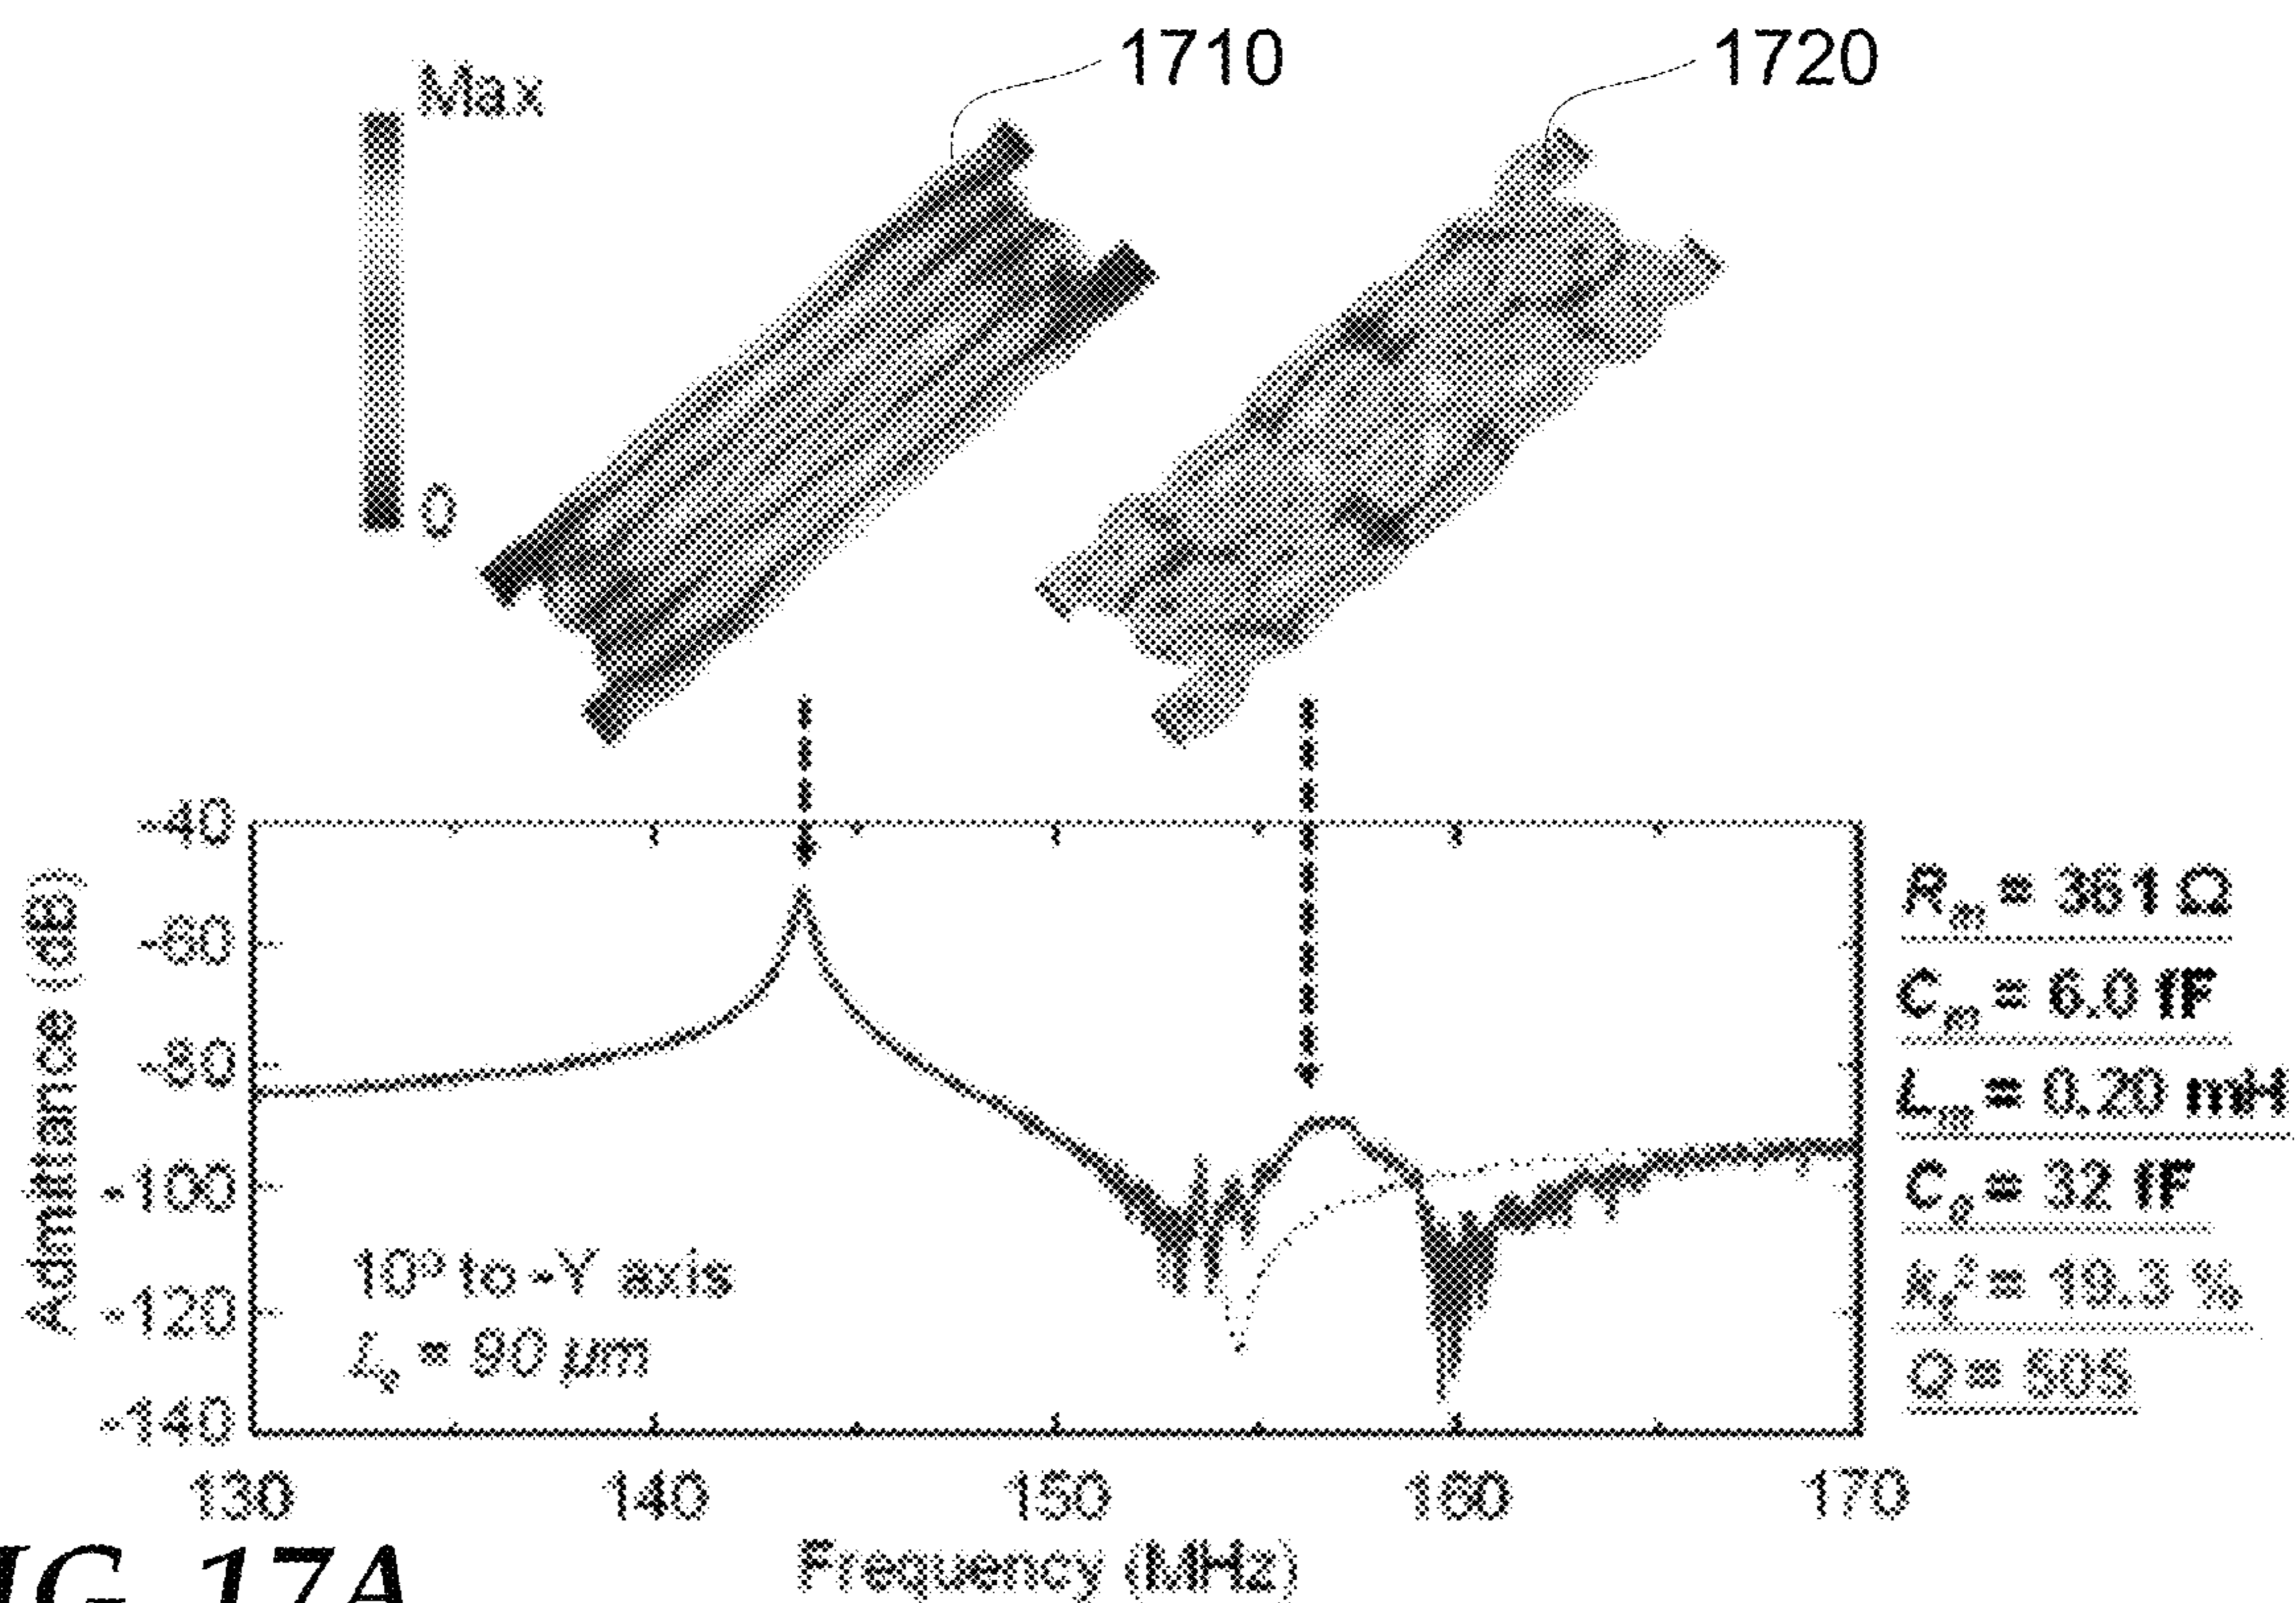 1710
1720
Max
0
-40
-60
-80
-100
-120
-140
Admittance (dB)
10° to -Y axis
Rm = 361 Ω
Cm = 6.0 fF
Lm = 0.20 mH
C0 = 32 fF
kt² = 19.3 %
Q = 505
= 90 μm
130
140
150
160
170
Frequency (MHz)
IG. 17A